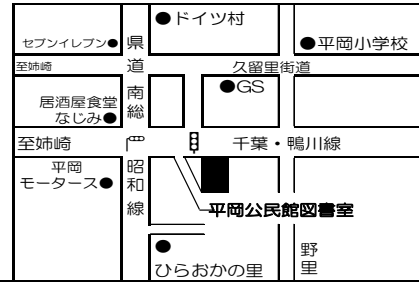 ●ドイツ村
セブンイレブン●
●平岡小学校
県道南総昭和線
至姉崎
久留里街道
●GS
居酒屋食堂
なじみ●
至姉崎
千葉・鴨川線
平岡
モータース●
平岡公民館図書室
●
ひらおかの里
野里